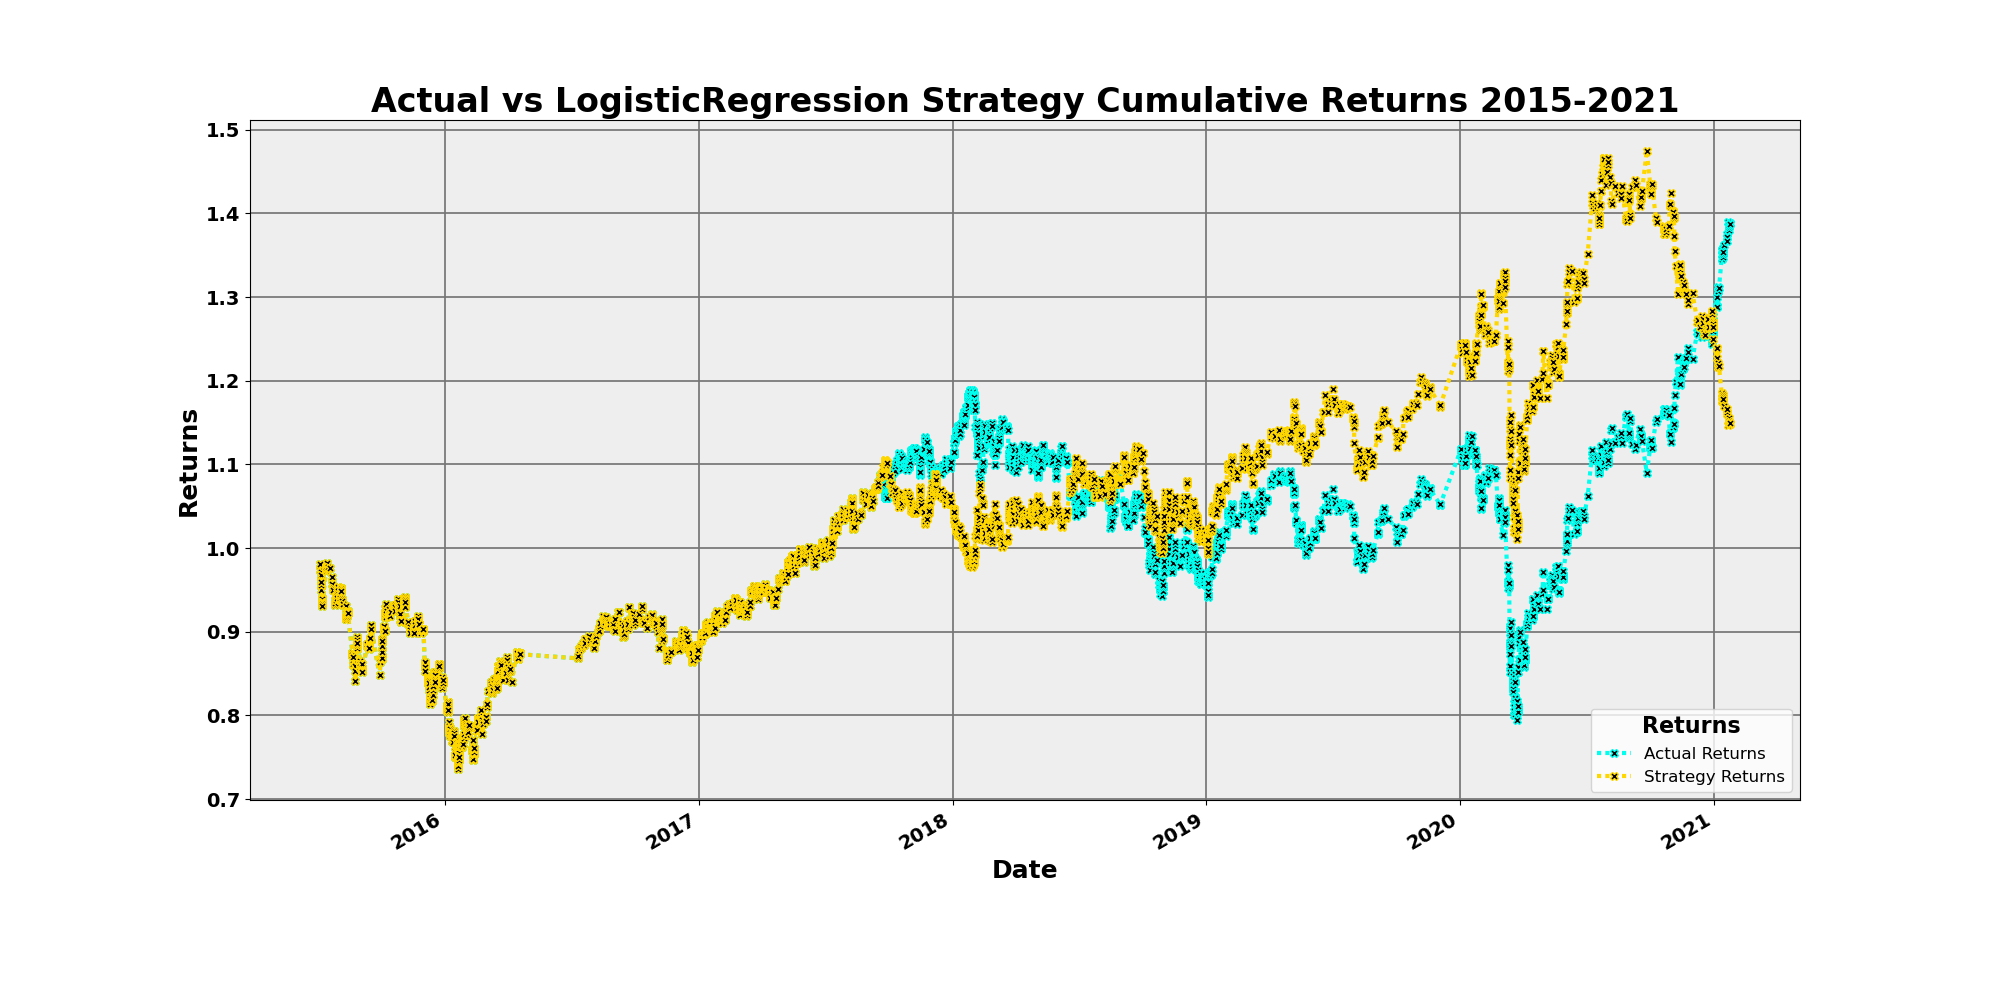 Actual vs LogisticRegression Strategy Cumulative Returns 2015-2021
1.5
1.4
1.3
1.2
1.1
1.0
0.9
0.8
0.7
Returns
2016
2017
2018
2019
2020
2021
Date
Returns
Actual Returns
Strategy Returns